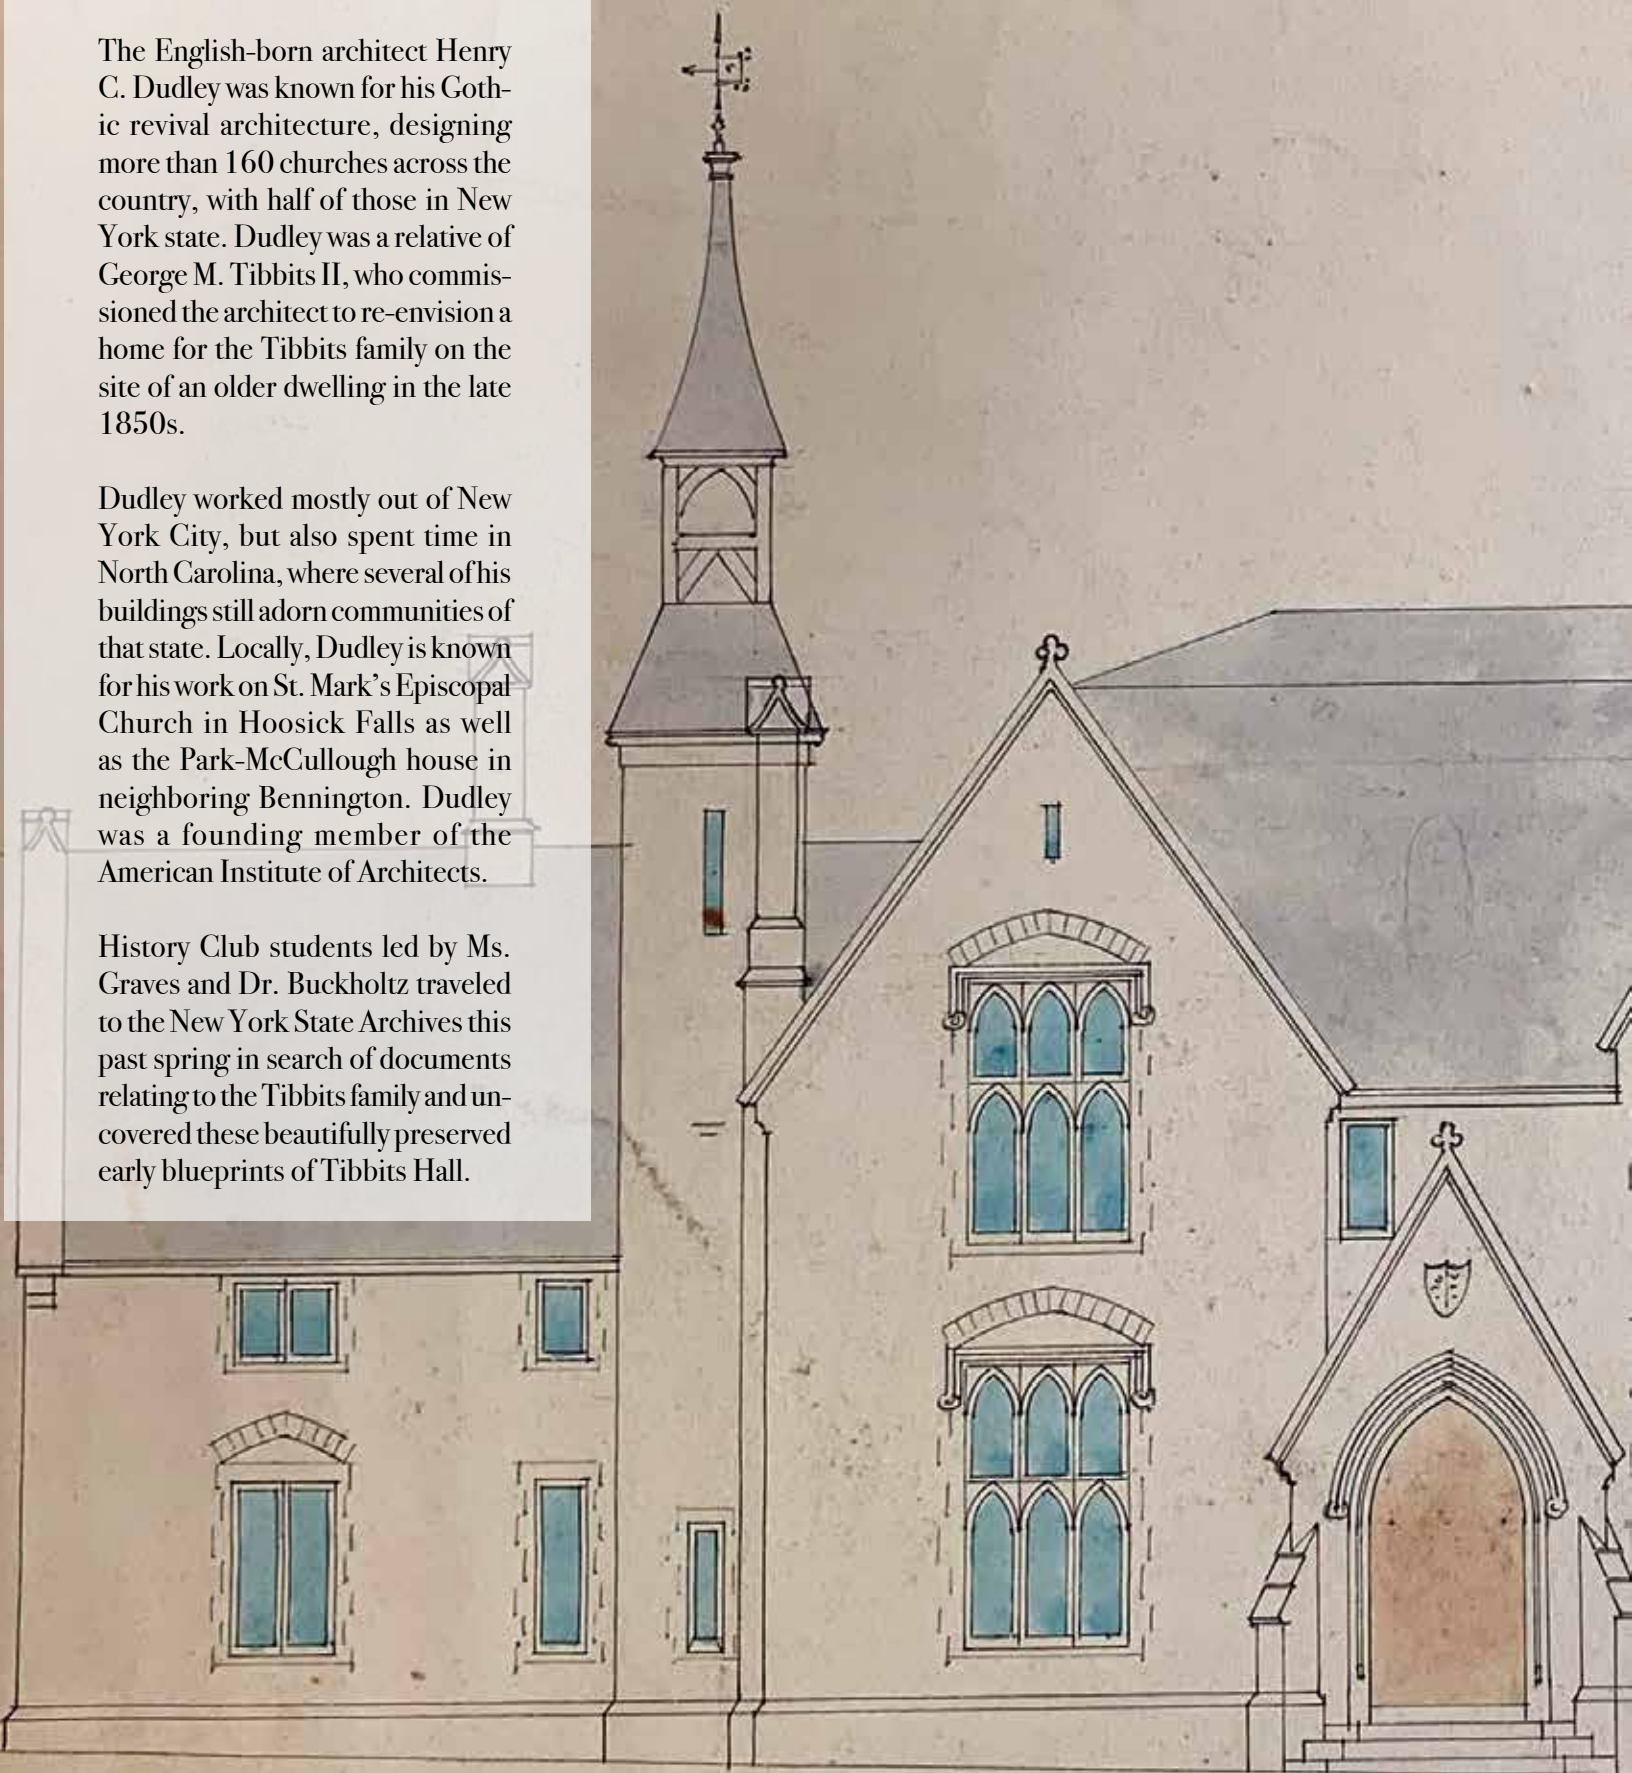 The English-born architect Henry
C. Dudley was known for his Goth-
ic revival architecture, designing
more than 160 churches across the
country, with half of those in New
York state. Dudley was a relative of
George M. Tibbits II, who commis-
sioned the architect to re-envision a
home for the Tibbits family on the
site of an older dwelling in the late
1850s.
Dudley worked mostly out of New
York City, but also spent time in
North Carolina, where several of his
buildings still adorn communities of
that state. Locally, Dudley is known
for his work on St. Mark’s Episcopal
Church in Hoosick Falls as well
as the Park-McCullough house in
neighboring Bennington. Dudley
was a founding member of the
American Institute of Architects.
History Club students led by Ms.
Graves and Dr. Buckholtz traveled
to the New York State Archives this
past spring in search of documents
relating to the Tibbits family and un-
covered these beautifully preserved
early blueprints of Tibbits Hall.